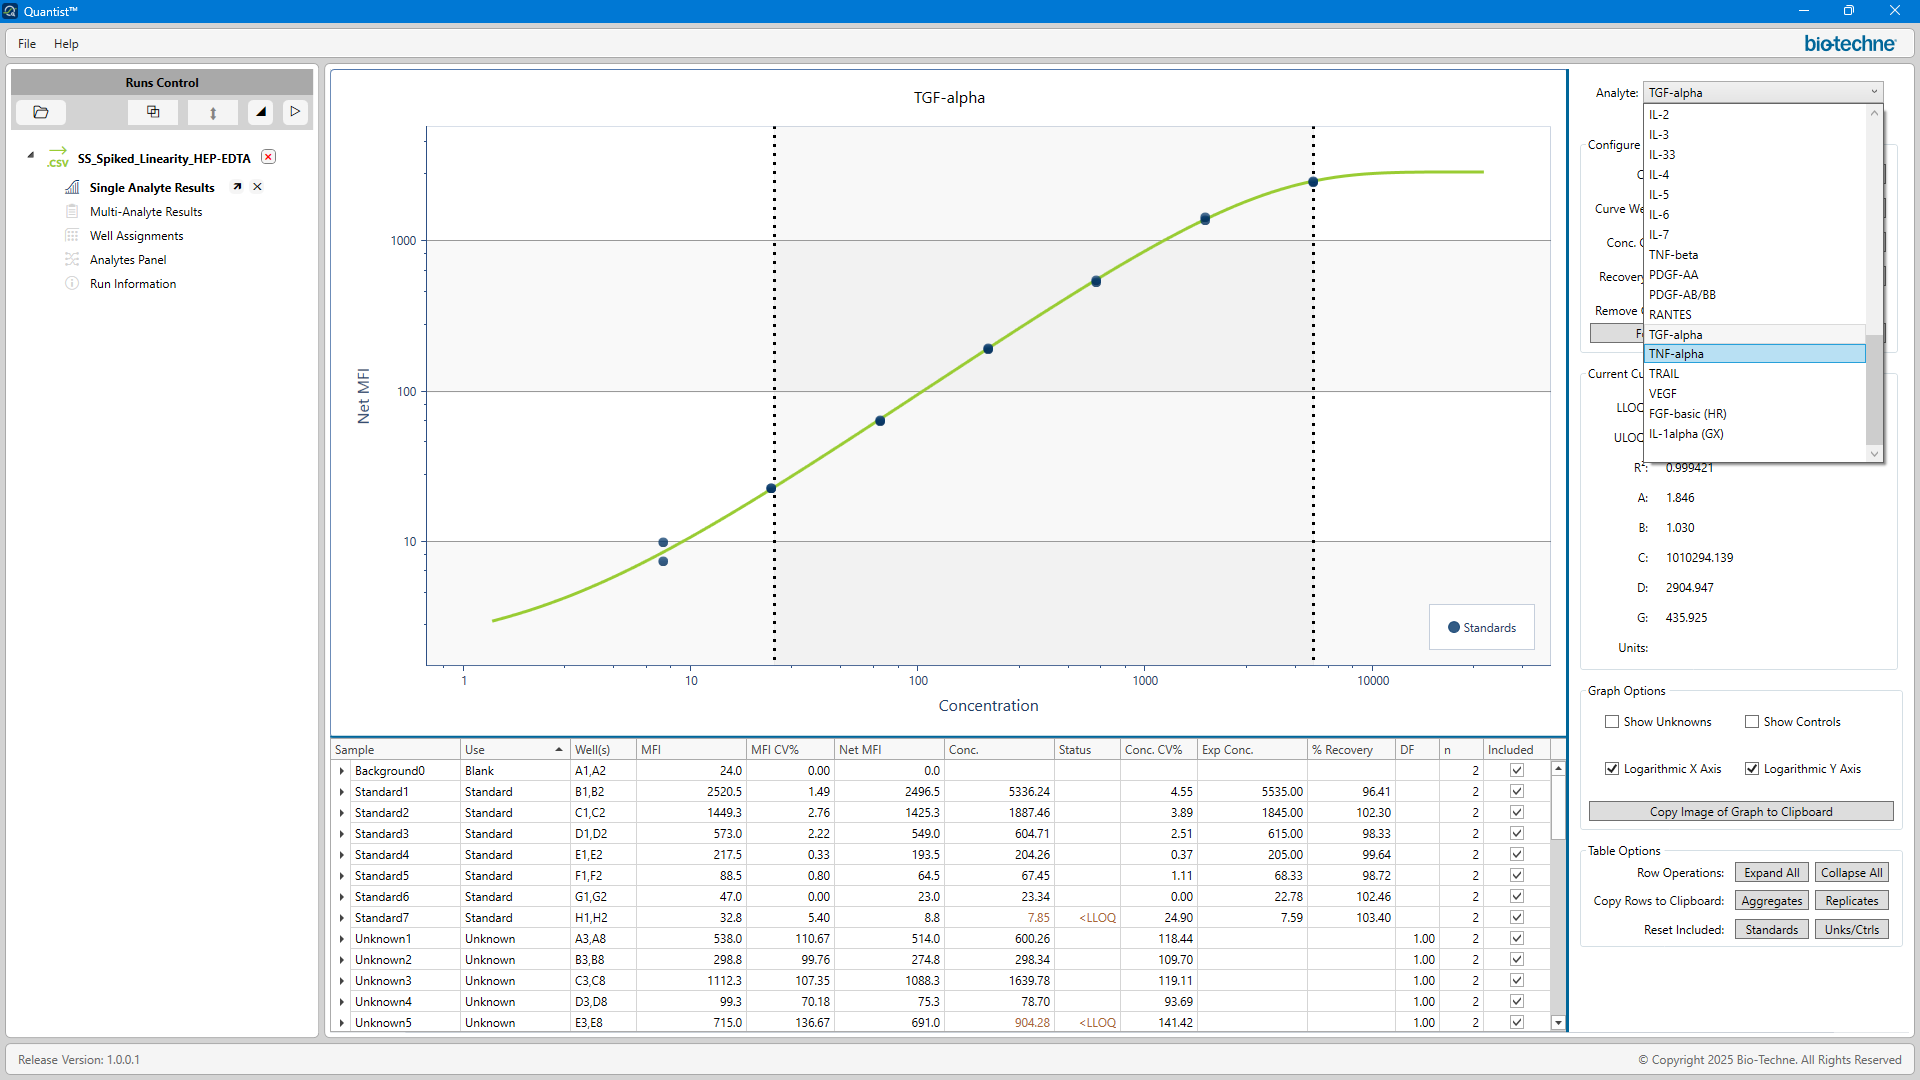 Quantist™
File Help
bio-techne
Runs Control
.CSV SS_Spiked_Linearity_HEP-EDTA
Single Analyte Results
Multi-Analyte Results
Well Assignments
Analytes Panel
Run Information
TGF-alpha
Net MFI
1000
100
10
Standards
1 10 100 1000 10000
Concentration
Analyte: TGF-alpha
IL-2
IL-3
IL-33
IL-4
IL-5
IL-6
IL-7
TNF-beta
PDGF-AA
PDGF-AB/BB
RANTES
TGF-alpha
TNF-alpha
TRAIL
VEGF
FGF-basic (HR)
IL-1alpha (GX)
Configure
Curve We
Conc. C
Recovery
Remove
Current Cu
LLOQ
ULOQ
R²: 0.999421
A: 1.846
B: 1.030
C: 1010294.139
D: 2904.947
G: 435.925
Units:
Graph Options
Show Unknowns Show Controls
Logarithmic X Axis Logarithmic Y Axis
Copy Image of Graph to Clipboard
Table Options
Row Operations: Expand All Collapse All
Copy Rows to Clipboard: Aggregates Replicates
Reset Included: Standards Unks/Ctrls
Sample Use Well(s) MFI MFI CV% Net MFI Conc. Status Conc. CV% Exp Conc. % Recovery DF n Included
Background0 Blank A1,A2 24.0 0.00 0.0 2
Standard1 Standard B1,B2 2520.5 1.49 2496.5 5336.24 4.55 5535.00 96.41 2
Standard2 Standard C1,C2 1449.3 2.76 1425.3 1887.46 3.89 1845.00 102.30 2
Standard3 Standard D1,D2 573.0 2.22 549.0 604.71 2.51 615.00 98.33 2
Standard4 Standard E1,E2 217.5 0.33 193.5 204.26 0.37 205.00 99.64 2
Standard5 Standard F1,F2 88.5 0.80 64.5 67.45 1.11 68.33 98.72 2
Standard6 Standard G1,G2 47.0 0.00 23.0 23.34 0.00 22.78 102.46 2
Standard7 Standard H1,H2 32.8 5.40 8.8 7.85 <LLOQ 24.90 7.59 103.40 2
Unknown1 Unknown A3,A8 538.0 110.67 514.0 600.26 118.44 1.00 2
Unknown2 Unknown B3,B8 298.8 99.76 274.8 298.34 109.70 1.00 2
Unknown3 Unknown C3,C8 1112.3 107.35 1088.3 1639.78 119.11 1.00 2
Unknown4 Unknown D3,D8 99.3 70.18 75.3 78.70 93.69 1.00 2
Unknown5 Unknown E3,E8 715.0 136.67 691.0 904.28 <LLOQ 141.42 1.00 2
Release Version: 1.0.0.1
© Copyright 2025 Bio-Techne. All Rights Reserved